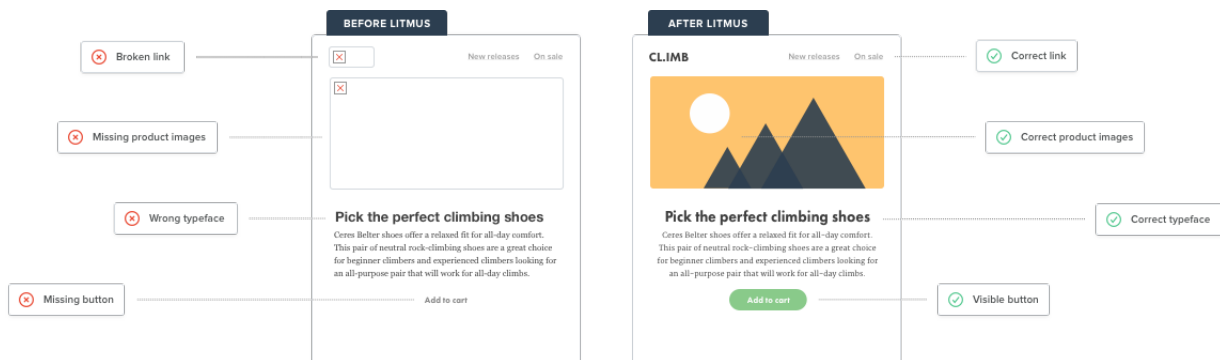 BEFORE LITMUS
Broken link
New releases On sale
Missing product images
Wrong typeface
Pick the perfect climbing shoes
Ceres Belter shoes offer a relaxed fit for all-day comfort.
This pair of neutral rock-climbing shoes are a great choice
for beginner climbers and experienced climbers looking for
an all-purpose pair that will work for all-day climbs.
Missing button
Add to cart
AFTER LITMUS
CL.IMB
New releases On sale
Correct link
Correct product images
Pick the perfect climbing shoes
Correct typeface
Ceres Belter shoes offer a relaxed fit for all-day comfort.
This pair of neutral rock-climbing shoes are a great choice
for beginner climbers and experienced climbers looking for
an all-purpose pair that will work for all-day climbs.
Add to cart
Visible button